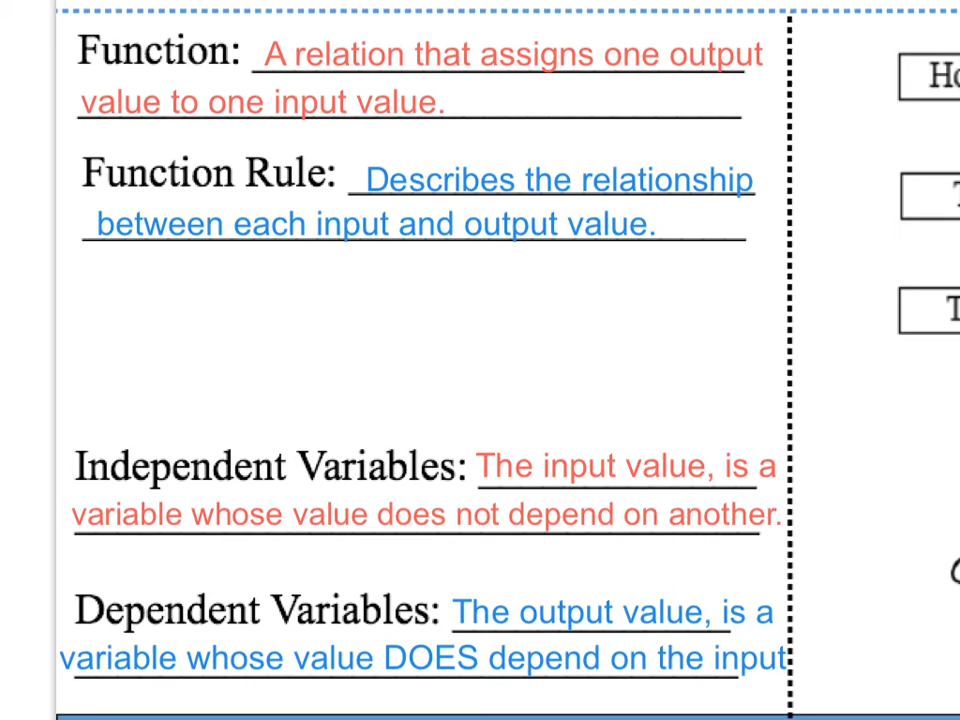 Function: A relation that assigns one output
value to one input value.
Function Rule: Describes the relationship
between each input and output value.
Independent Variables: The input value, is a
variable whose value does not depend on another.
Dependent Variables: The output value, is a
variable whose value DOES depend on the input